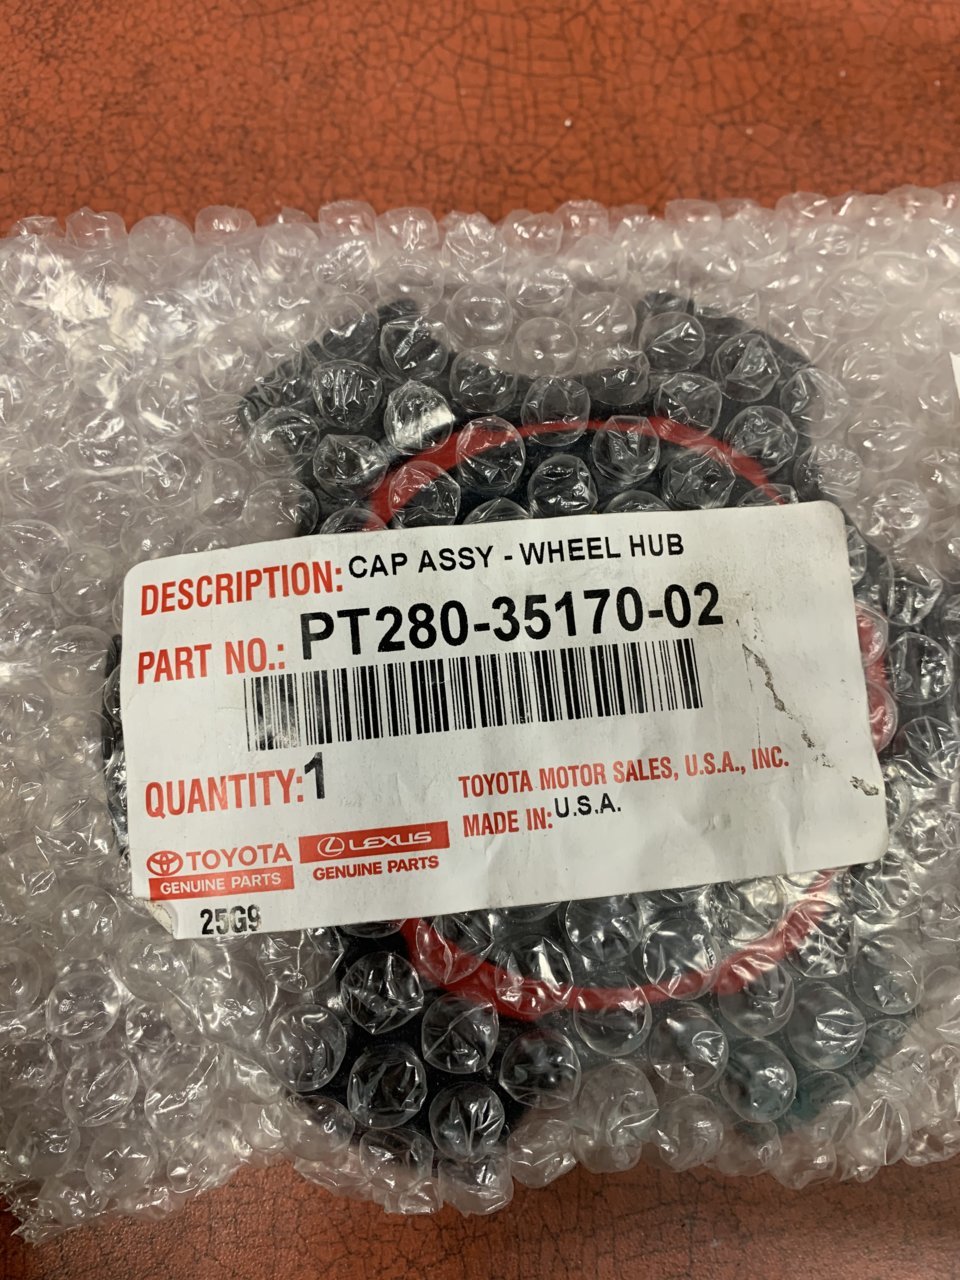 DESCRIPTION: CAP ASSY - WHEEL HUB
PART NO.: PT280-35170-02
QUANTITY: 1
TOYOTA MOTOR SALES, U.S.A., INC.
MADE IN: U.S.A.
TOYOTA
GENUINE PARTS
LEXUS
GENUINE PARTS
25G9